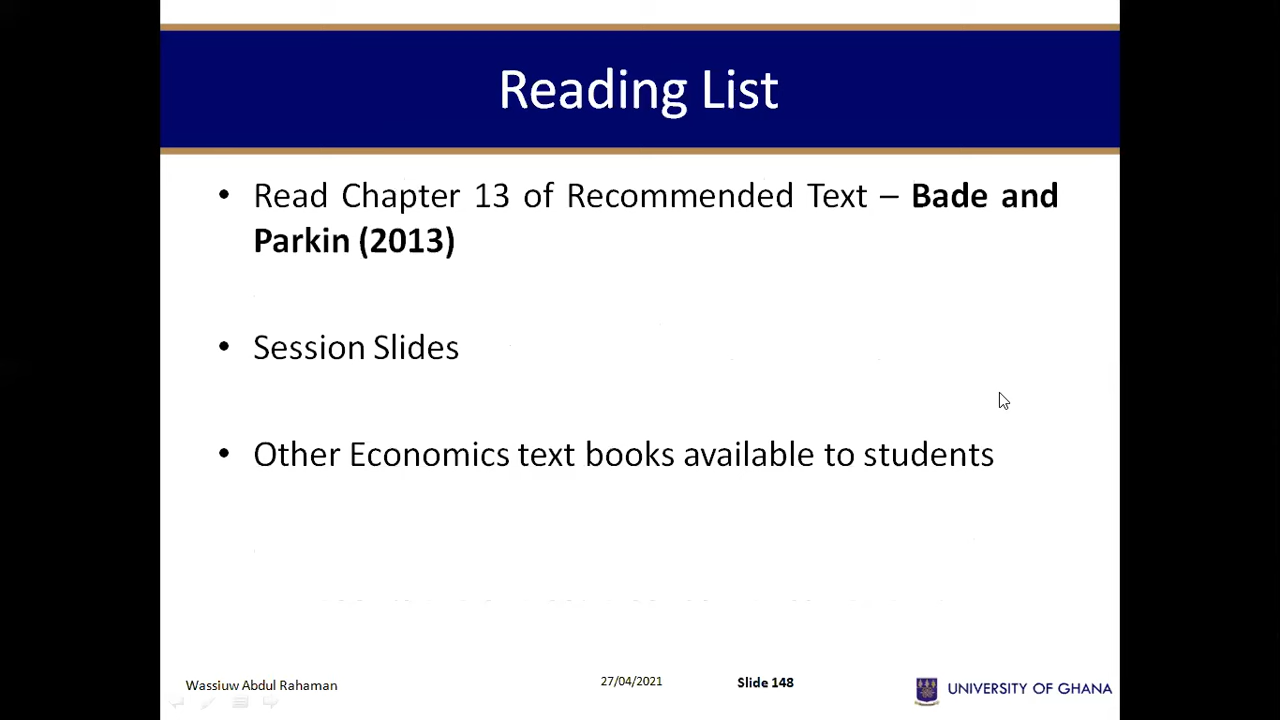 Reading List
• Read Chapter 13 of Recommended Text – Bade and
Parkin (2013)
• Session Slides
• Other Economics text books available to students
Wassiuw Abdul Rahaman
27/04/2021
Slide 148
UNIVERSITY OF GHANA